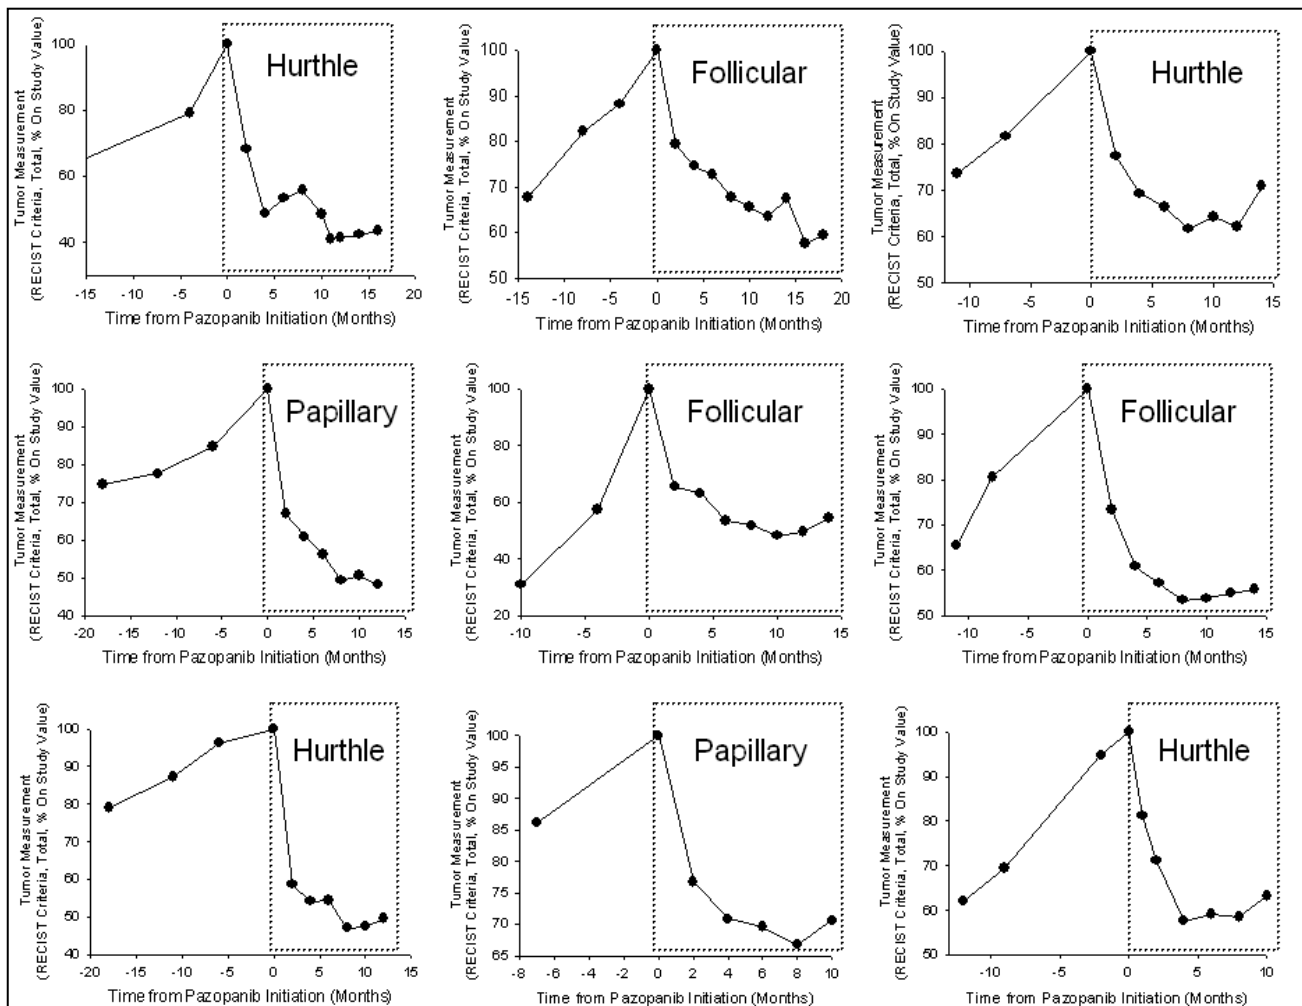 Tumor Measurement
(RECIST Criteria, Total, % On Study Value)
100
80
60
40
-15 -10 -5 0 5 10 15 20
Time from Pazopanib Initiation (Months)
Hurthle
Tumor Measurement
(RECIST Criteria, Total, % On Study Value)
100
90
80
70
60
50
-15 -10 -5 0 5 10 15 20
Time from Pazopanib Initiation (Months)
Follicular
Tumor Measurement
(RECIST Criteria, Total, % On Study Value)
100
90
80
70
60
50
-10 -5 0 5 10 15
Time from Pazopanib Initiation (Months)
Hurthle
Tumor Measurement
(RECIST Criteria, Total, % On Study Value)
100
90
80
70
60
50
40
-20 -15 -10 -5 0 5 10 15
Time from Pazopanib Initiation (Months)
Papillary
Tumor Measurement
(RECIST Criteria, Total, % On Study Value)
100
80
60
40
20
-10 -5 0 5 10 15
Time from Pazopanib Initiation (Months)
Follicular
Tumor Measurement
(RECIST Criteria, Total, % On Study Value)
100
90
80
70
60
50
-10 -5 0 5 10 15
Time from Pazopanib Initiation (Months)
Follicular
Tumor Measurement
(RECIST Criteria, Total, % On Study Value)
100
90
80
70
60
50
40
-20 -15 -10 -5 0 5 10 15
Time from Pazopanib Initiation (Months)
Hurthle
Tumor Measurement
(RECIST Criteria, Total, % On Study Value)
100
95
90
85
80
75
70
65
-8 -6 -4 -2 0 2 4 6 8 10
Time from Pazopanib Initiation (Months)
Papillary
Tumor Measurement
(RECIST Criteria, Total, % On Study Value)
100
90
80
70
60
50
-10 -5 0 5 10
Time from Pazopanib Initiation (Months)
Hurthle